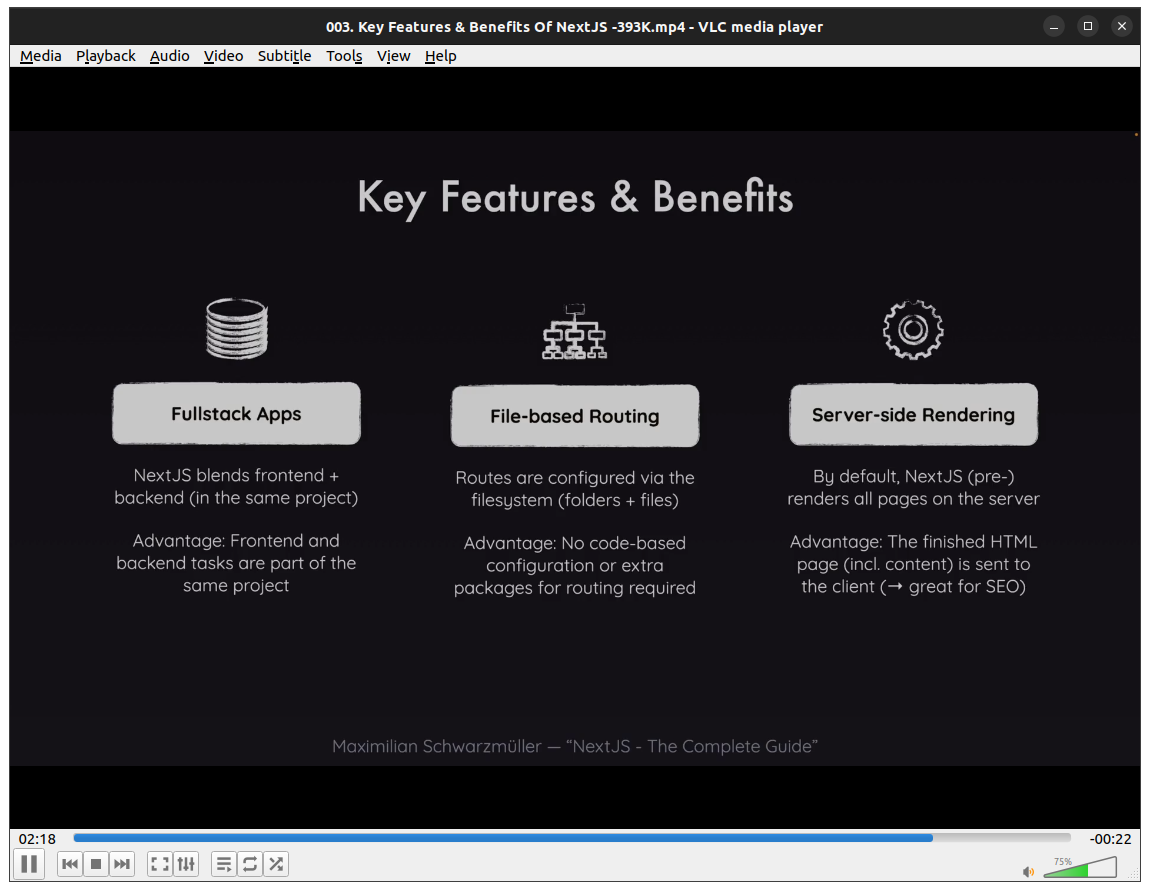 003. Key Features & Benefits Of NextJS -393K.mp4 - VLC media player
Media Playback Audio Video Subtitle Tools View Help
Key Features & Benefits
Fullstack Apps
NextJS blends frontend +
backend (in the same project)
Advantage: Frontend and
backend tasks are part of the
same project
File-based Routing
Routes are configured via the
filesystem (folders + files)
Advantage: No code-based
configuration or extra
packages for routing required
Server-side Rendering
By default, NextJS (pre-)
renders all pages on the server
Advantage: The finished HTML
page (incl. content) is sent to
the client (→ great for SEO)
Maximilian Schwarzmüller — “NextJS - The Complete Guide”
02:18 -00:22
75%